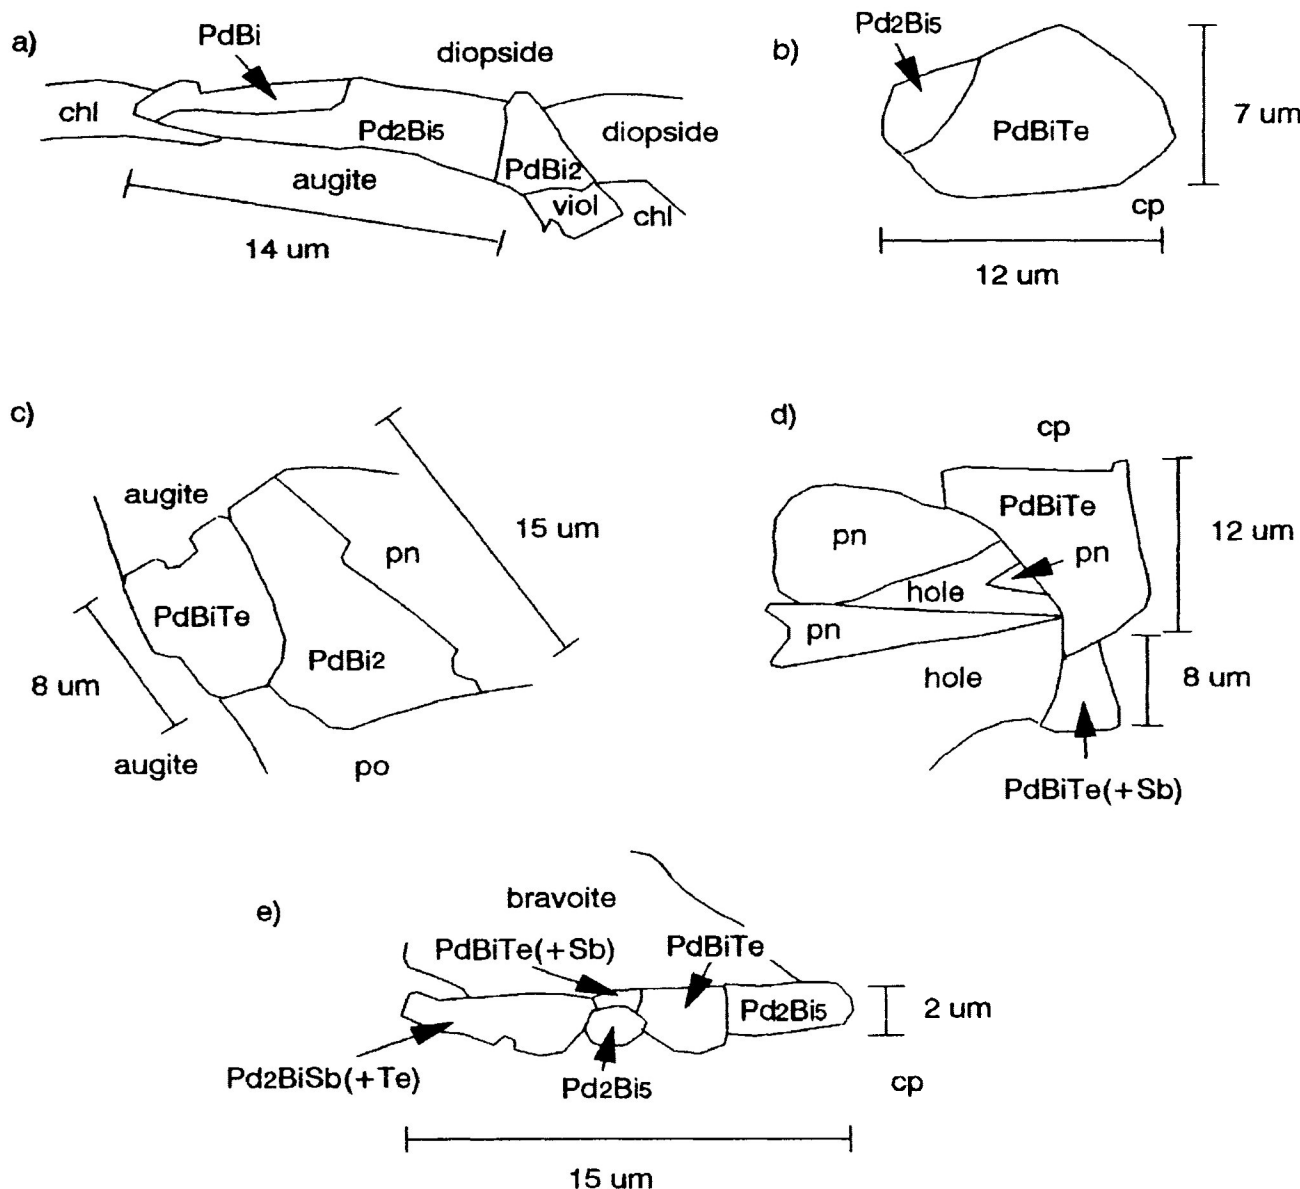 a)
PdBi
diopside
chl
Pd2Bi5
diopside
PdBi2
augite
viol
chl
14 um
b)
Pd2Bi5
PdBiTe
7 um
cp
12 um
c)
augite
15 um
pn
PdBiTe
PdBi2
8 um
augite
po
d)
cp
PdBiTe
12 um
pn
pn
hole
pn
hole
8 um
PdBiTe(+Sb)
e)
bravoite
PdBiTe(+Sb)
PdBiTe
Pd2Bi5
2 um
Pd2BiSb(+Te)
Pd2Bi5
cp
15 um